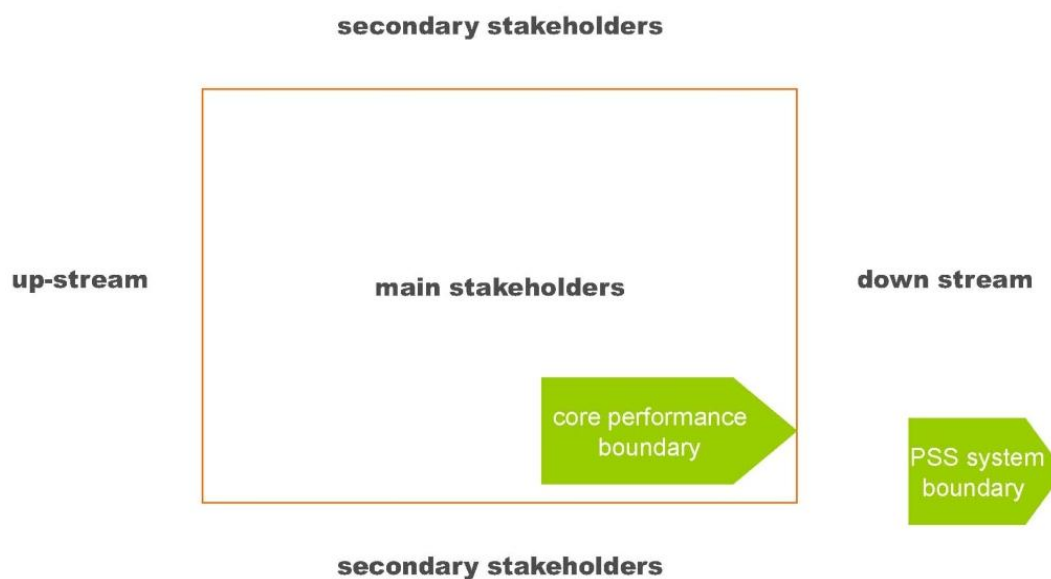 secondary stakeholders
up-stream
main stakeholders
down stream
core performance
boundary
PSS system
boundary
secondary stakeholders